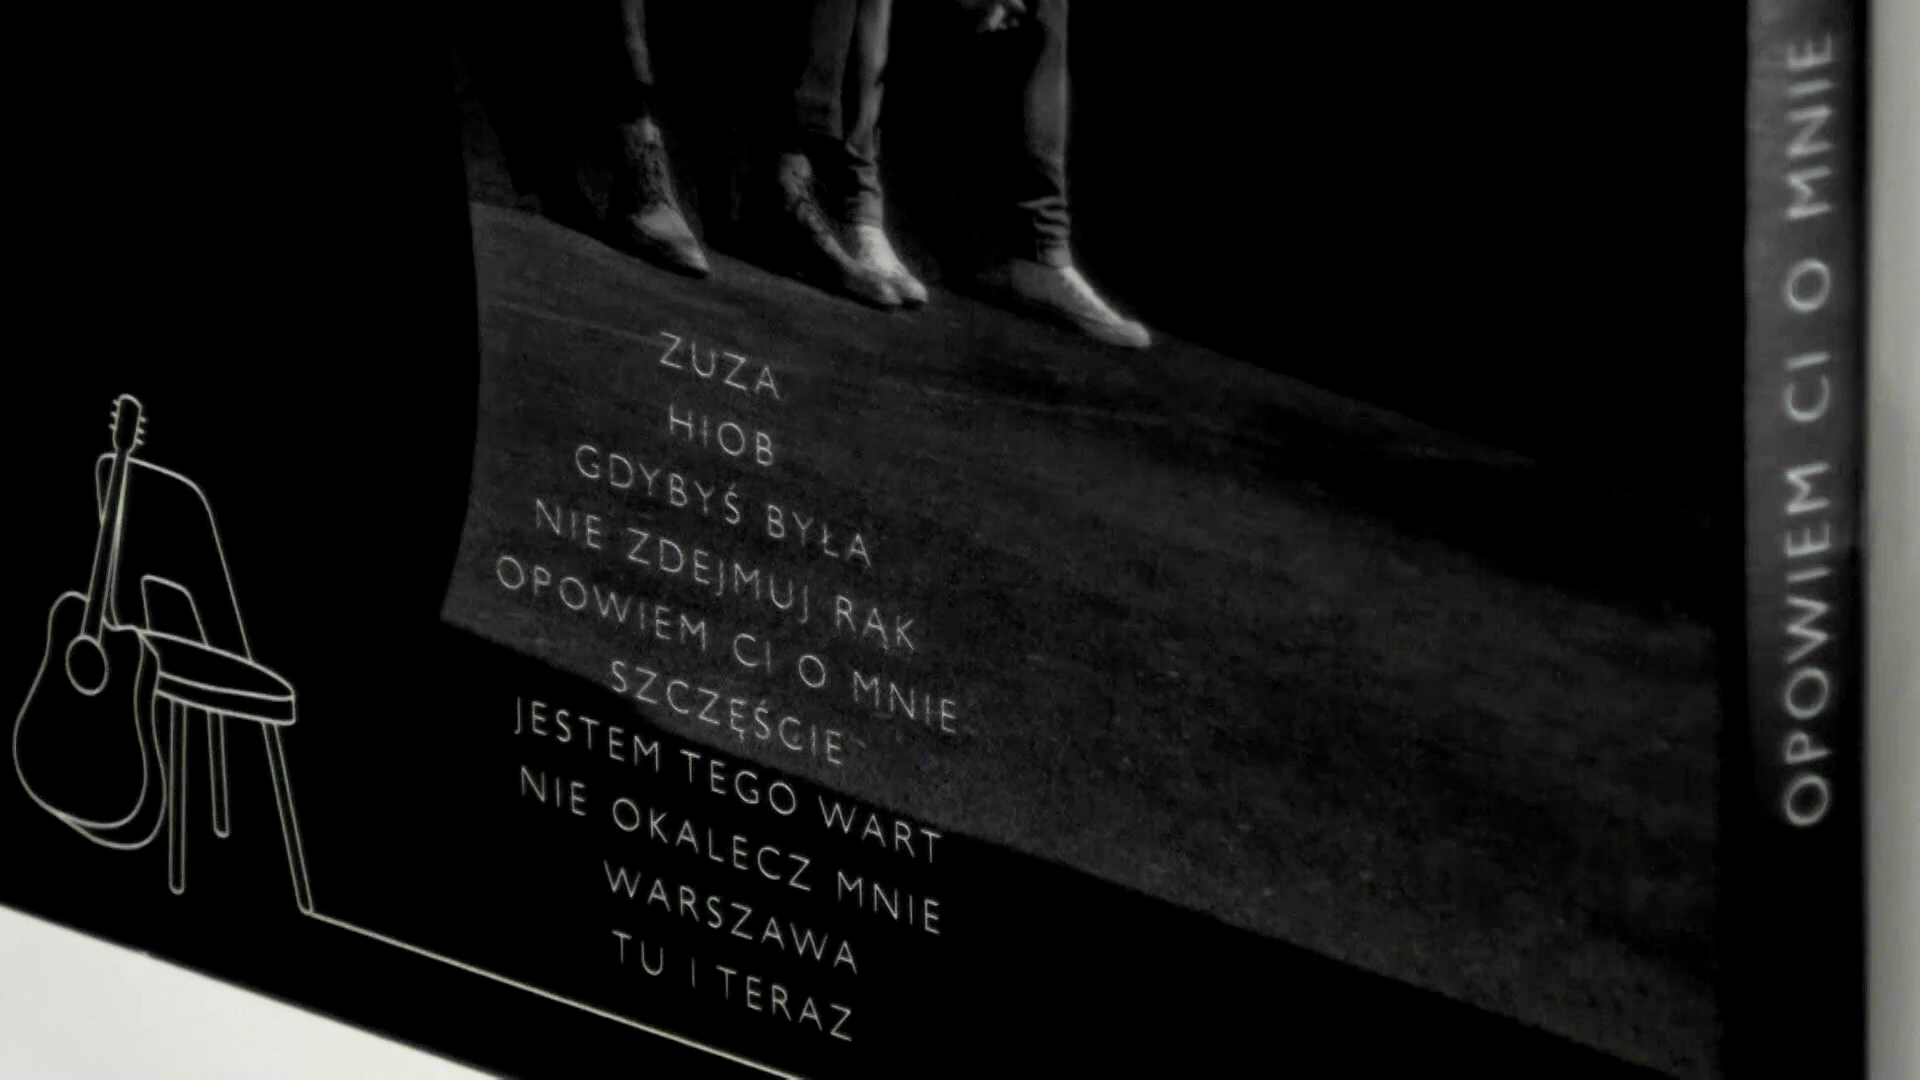 ZUZA
HIOB
GDYBYŚ BYŁA
NIE ZDEJMUJ RĄK
OPOWIEM CI O MNIE
SZCZĘŚCIE
JESTEM TEGO WART
NIE OKALECZ MNIE
WARSZAWA
TU I TERAZ
OPOWIEM CI O MNIE